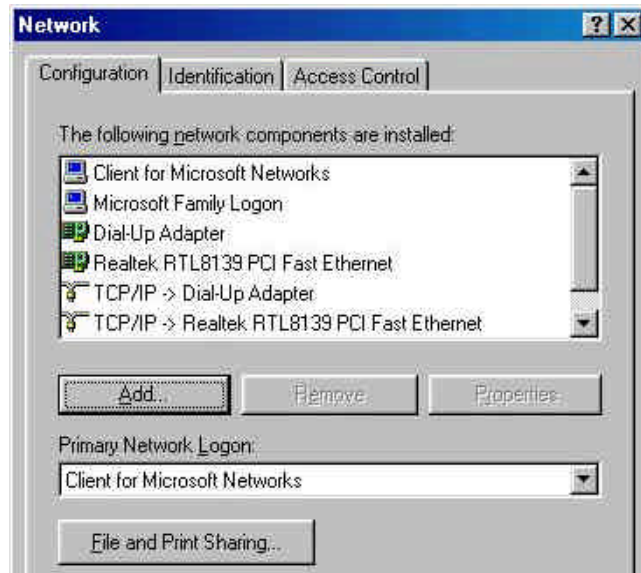 Network
Configuration Identification Access Control
The following network components are installed:
Client for Microsoft Networks
Microsoft Family Logon
Dial-Up Adapter
Realtek RTL8139 PCI Fast Ethernet
TCP/IP -> Dial-Up Adapter
TCP/IP -> Realtek RTL8139 PCI Fast Ethernet
Add... Remove Properties
Primary Network Logon:
Client for Microsoft Networks
File and Print Sharing...